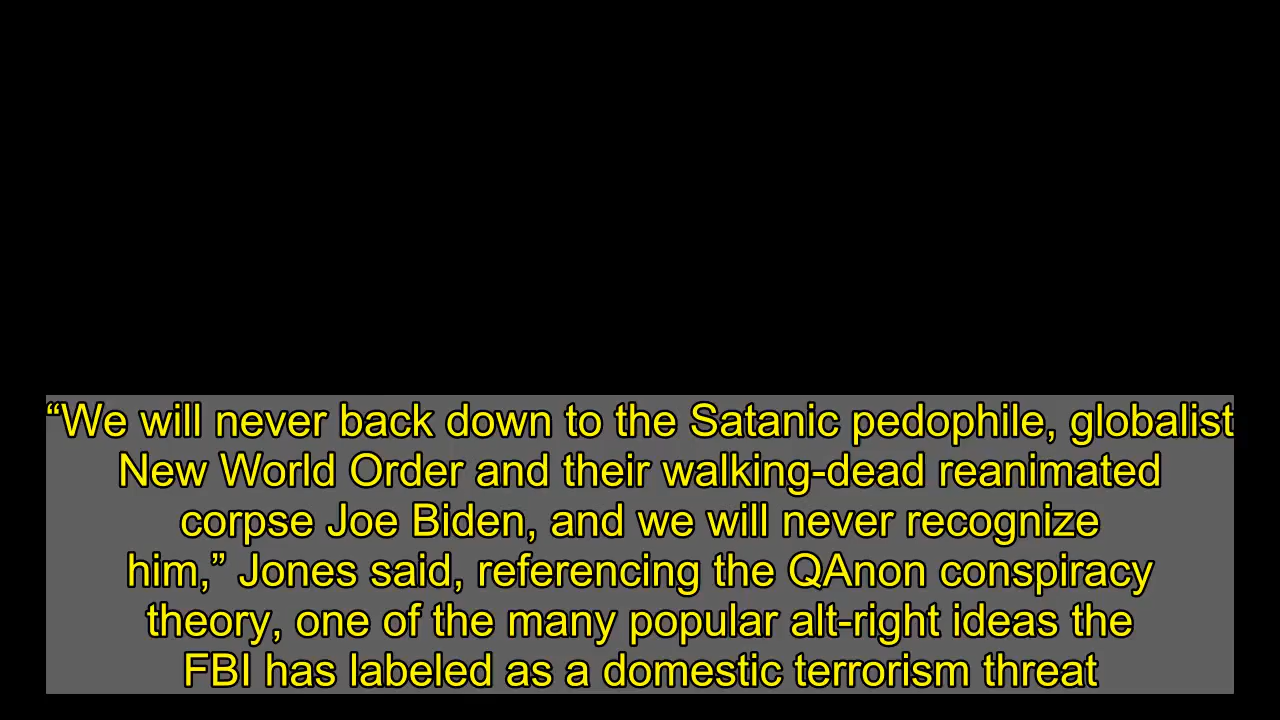 “We will never back down to the Satanic pedophile, globalist
New World Order and their walking-dead reanimated
corpse Joe Biden, and we will never recognize
him,” Jones said, referencing the QAnon conspiracy
theory, one of the many popular alt-right ideas the
FBI has labeled as a domestic terrorism threat